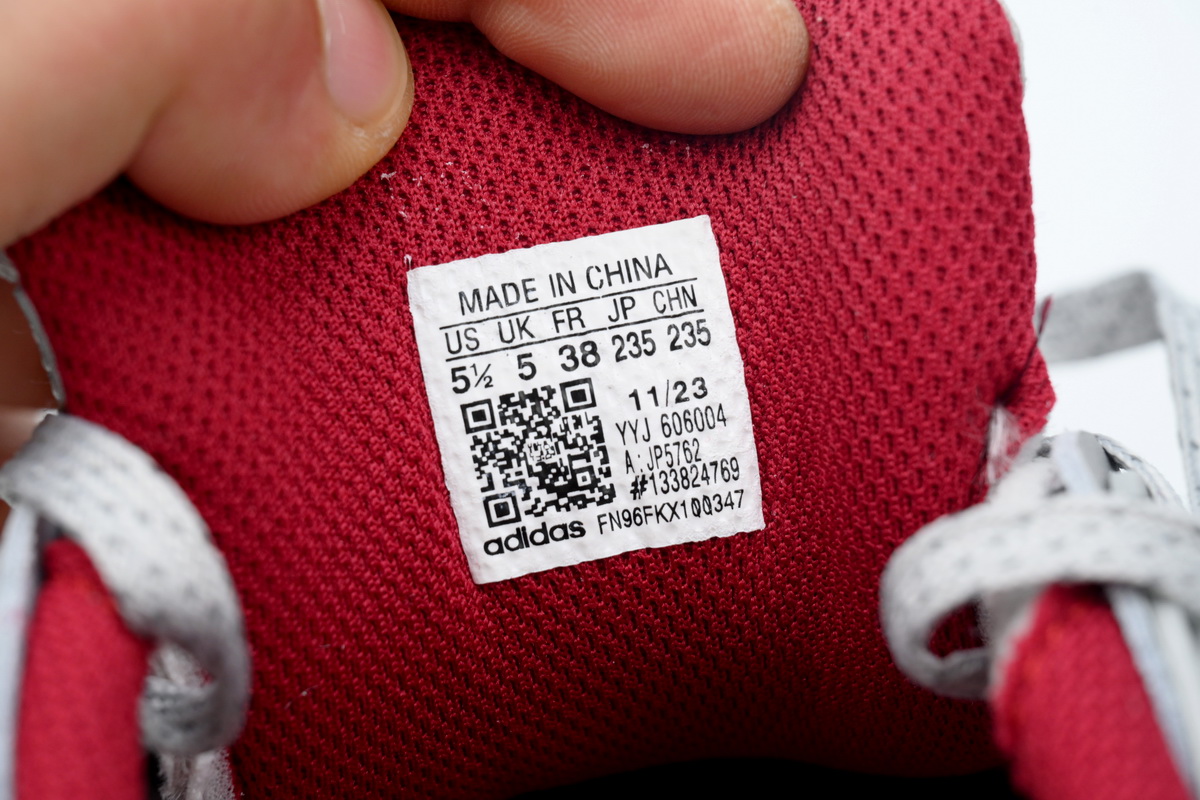 MADE IN CHINA
US UK FR JP CHN
5½ 5 38 235 235
11/23
YYJ 606004
A:JP5762
#133824769
adidas FN96FKX100347